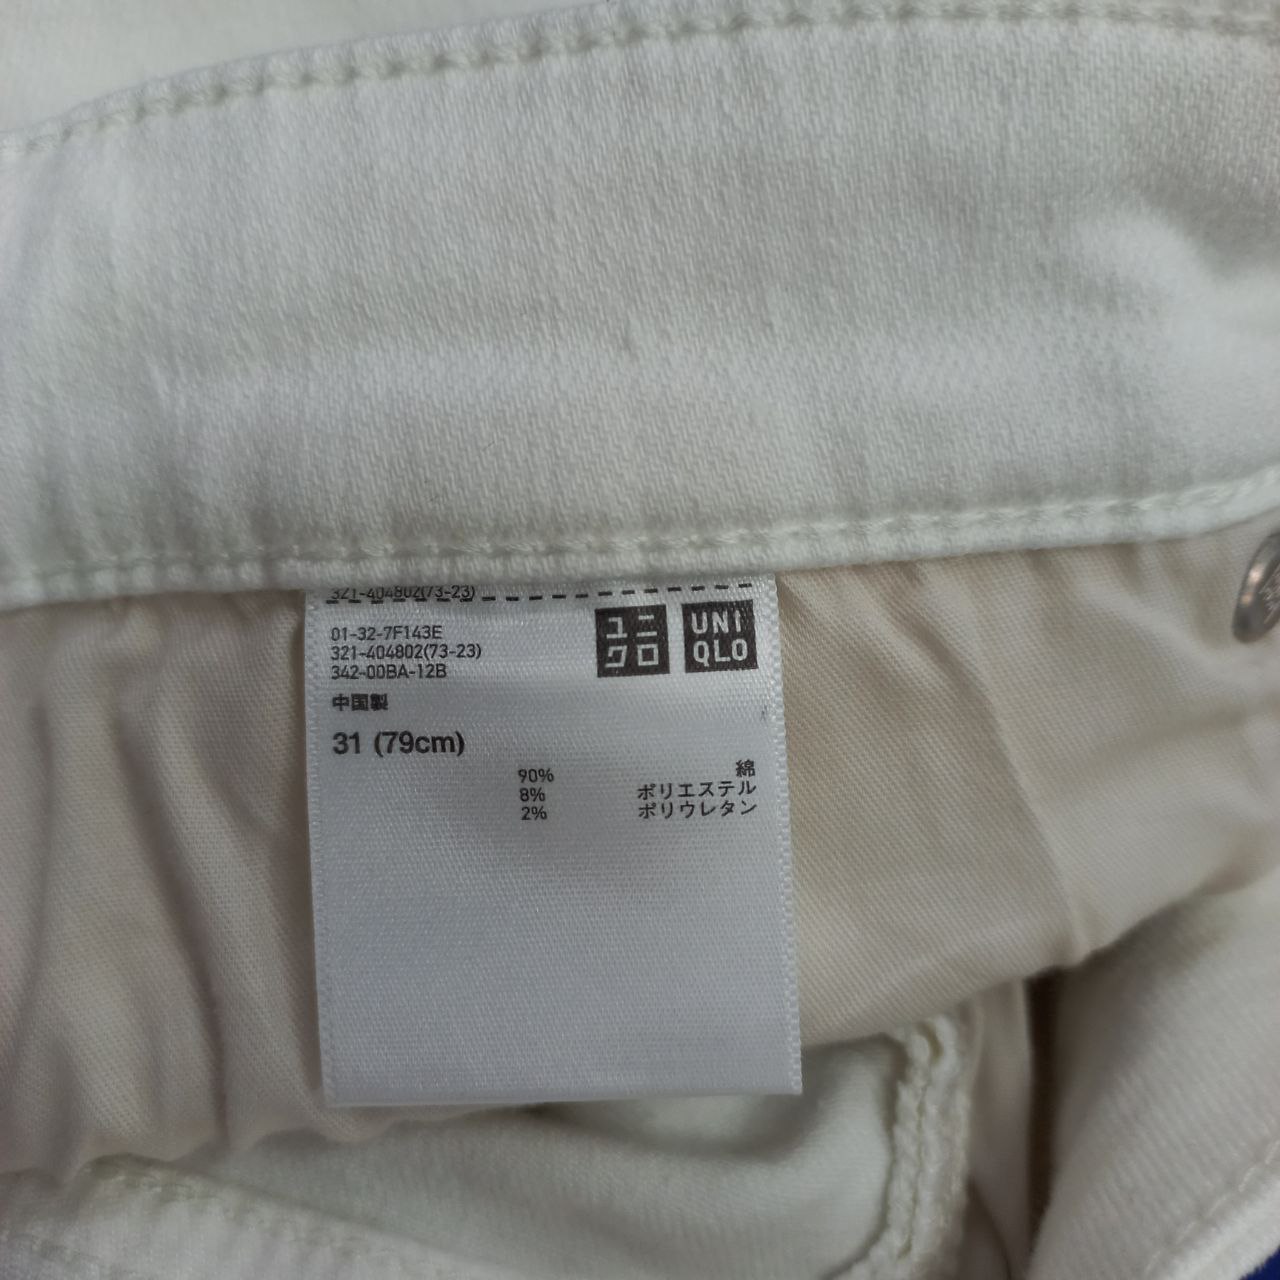 321-404802(73-23)
ユニクロ
UNIQLO
01-32-7F143E
321-404802(73-23)
342-00BA-12B
中国製
31 (79cm)
90% 綿
8% ポリエステル
2% ポリウレタン